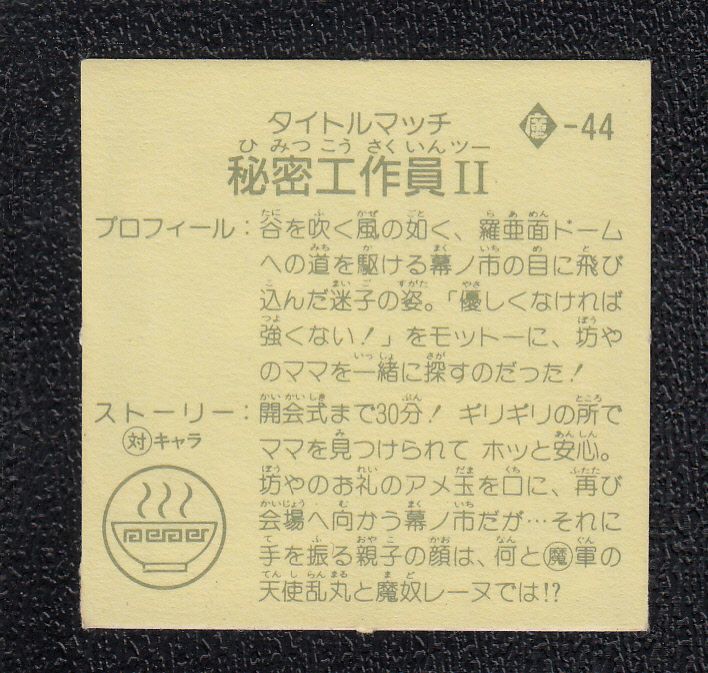 タイトルマッチ
魔-44
ひみつこうさくいんツー
秘密工作員II
たに ふ かぜ ごと らあめん
プロフィール：谷を吹く風の如く、羅亜面ドーム
みち か まく いち め と
への道を駆ける幕ノ市の目に飛び
こ まいご すがた やさ
込んだ迷子の姿。「優しくなければ
つよ ぼう
強くない！」をモットーに、坊や
いっしょ さが
のママを一緒に探すのだった！
かいかいしき ぷん ところ
ストーリー：開会式まで30分！ギリギリの所で
み あんしん
対キャラ ママを見つけられて ホッと安心。
ぼう れい だま くち ふたた
坊やのお礼のアメ玉を口に、再び
かいじょう む まく いち
会場へ向かう幕ノ市だが…それに
て ふ おやこ かお なん ぐん
手を振る親子の顔は、何と魔軍の
てんしらんまる まど
天使乱丸と魔奴レーヌでは!?